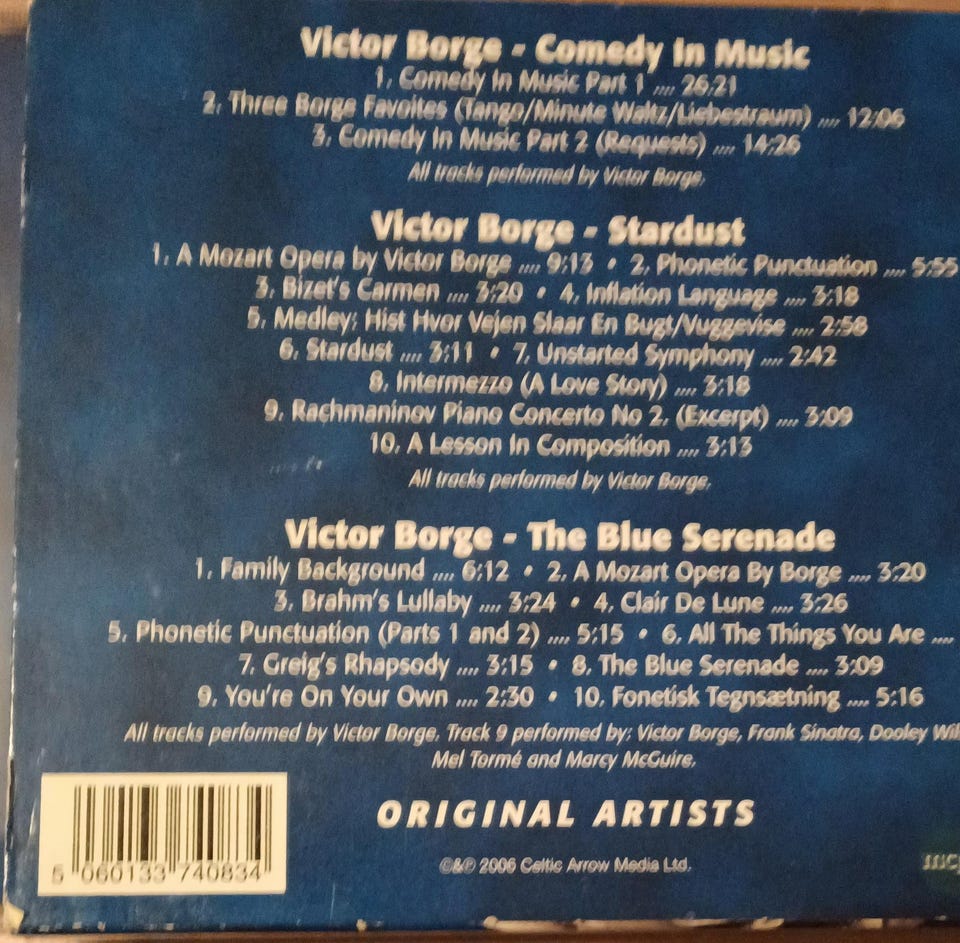 Victor Borge - Comedy In Music
1. Comedy In Music Part 1 .... 26:21
2. Three Borge Favoites (Tango/Minute Waltz/Liebestraum) .... 12:06
3. Comedy In Music Part 2 (Requests) .... 14:26
All tracks performed by Victor Borge.
Victor Borge - Stardust
1. A Mozart Opera by Victor Borge .... 9:13 • 2. Phonetic Punctuation .... 5:55
3. Bizet's Carmen .... 3:20 • 4. Inflation Language .... 3:18
5. Medley: Hist Hvor Vejen Slaar En Bugt/Vuggevise .... 2:58
6. Stardust .... 3:11 • 7. Unstarted Symphony .... 2:42
8. Intermezzo (A Love Story) .... 3:18
9. Rachmaninov Piano Concerto No 2. (Excerpt) .... 3:09
10. A Lesson In Composition .... 3:13
All tracks performed by Victor Borge.
Victor Borge - The Blue Serenade
1. Family Background .... 6:12 • 2. A Mozart Opera By Borge .... 3:20
3. Brahm's Lullaby .... 3:24 • 4. Clair De Lune .... 3:26
5. Phonetic Punctuation (Parts 1 and 2) .... 5:15 • 6. All The Things You Are ....
7. Greig's Rhapsody .... 3:15 • 8. The Blue Serenade .... 3:09
9. You're On Your Own .... 2:30 • 10. Fonetisk Tegnsætning .... 5:16
All tracks performed by Victor Borge. Track 9 performed by: Victor Borge, Frank Sinatra, Dooley
Mel Tormé and Marcy McGuire.
ORIGINAL ARTISTS
©&℗ 2006 Celtic Arrow Media Ltd.
5 060133 740834